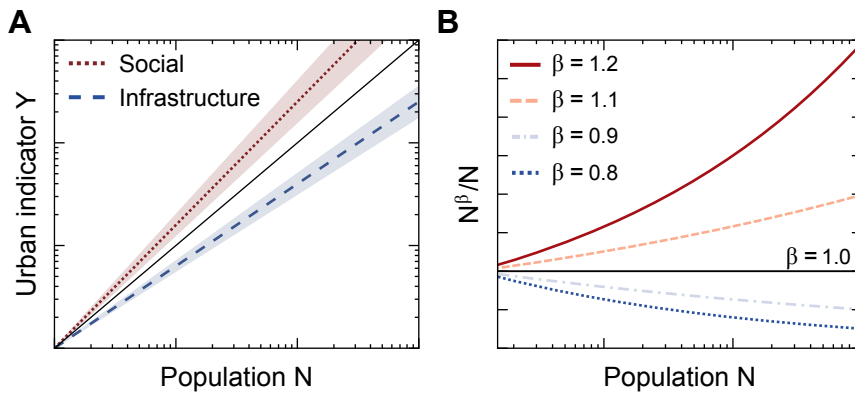 A
Urban indicator Y
Social
Infrastructure
Population N
B
N^β/N
β = 1.2
β = 1.1
β = 0.9
β = 0.8
β = 1.0
Population N